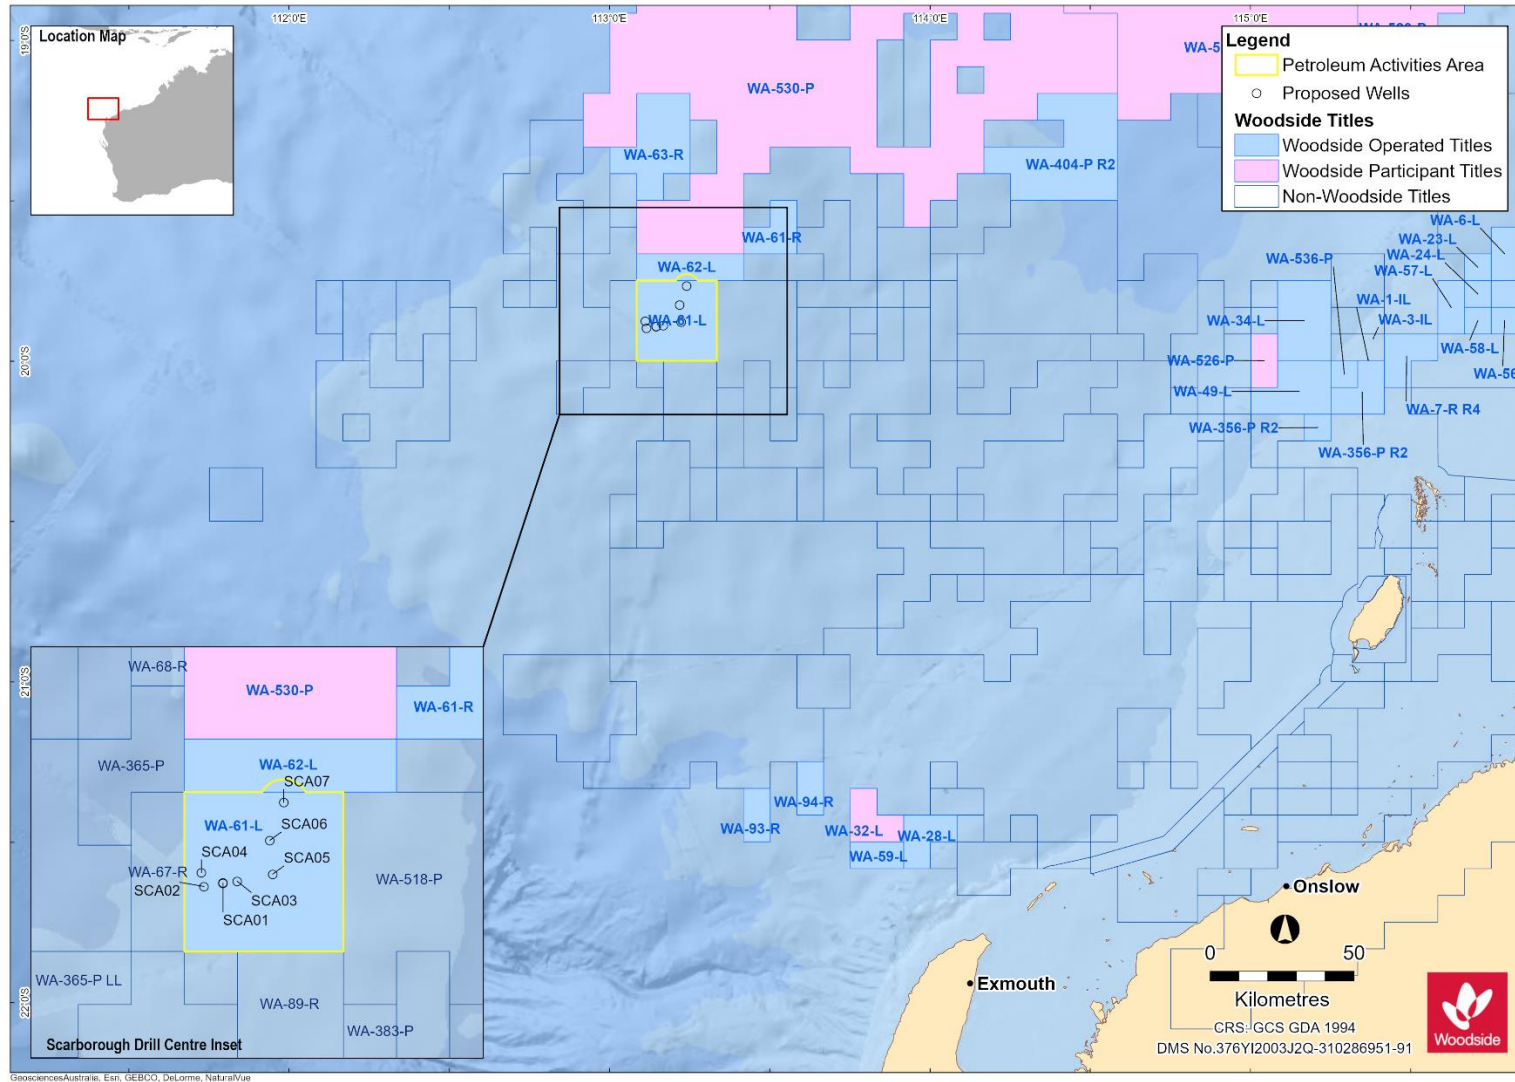 112°0'E
113°0'E
114°0'E
115°0'E
19°0'S
20°0'S
21°0'S
22°0'S
Location Map
Legend
Petroleum Activities Area
Proposed Wells
Woodside Titles
Woodside Operated Titles
Woodside Participant Titles
Non-Woodside Titles
WA-530-P
WA-5
WA-63-R
WA-404-P R2
WA-61-R
WA-62-L
WA-61-L
WA-6-L
WA-23-L
WA-24-L
WA-57-L
WA-536-P
WA-1-IL
WA-3-IL
WA-34-L
WA-526-P
WA-49-L
WA-58-L
WA-56
WA-7-R R4
WA-356-P R2
WA-356-P R2
WA-94-R
WA-93-R
WA-32-L
WA-28-L
WA-59-L
WA-68-R
WA-530-P
WA-61-R
WA-365-P
WA-62-L
SCA07
WA-61-L
SCA06
SCA04
SCA05
WA-67-R
SCA02
SCA03
SCA01
WA-518-P
WA-365-P LL
WA-89-R
WA-383-P
Scarborough Drill Centre Inset
Onslow
Exmouth
0 50
Kilometres
CRS: GCS GDA 1994
DMS No.376YI2003J2Q-310286951-91
Woodside
GeosciencesAustralia, Esri, GEBCO, DeLorme, NaturalVue